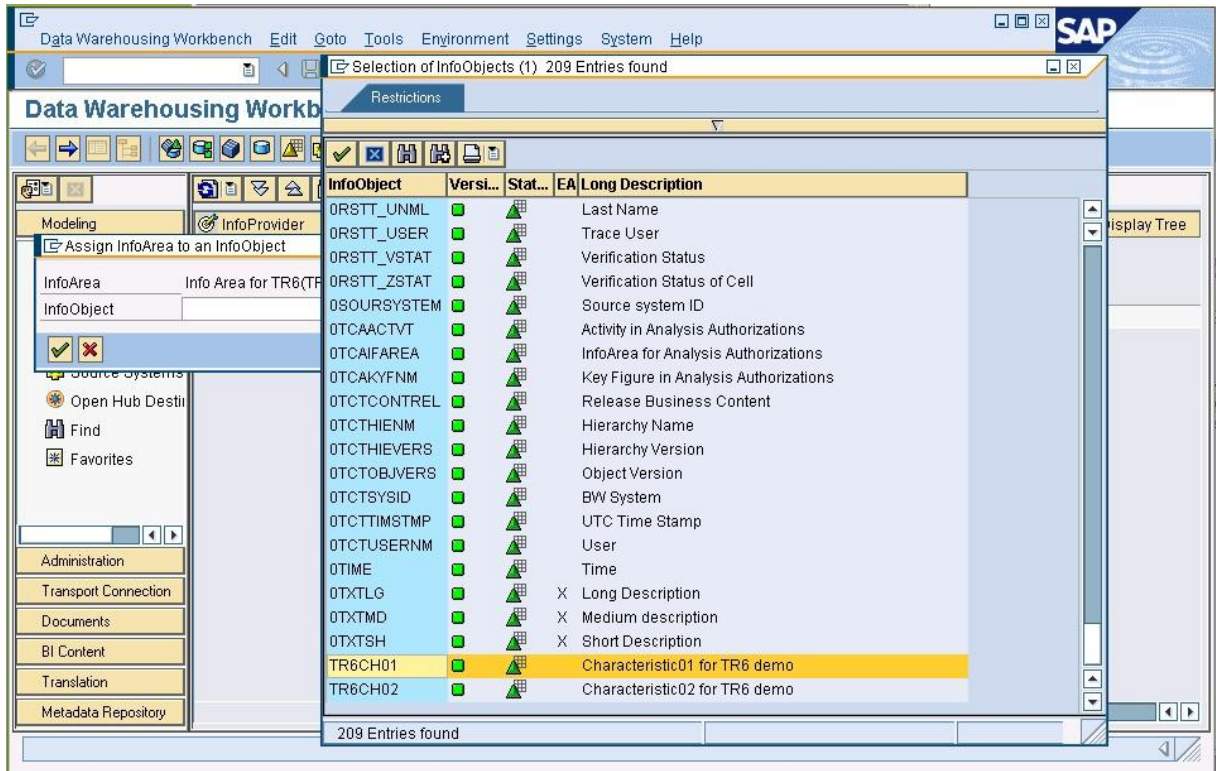 Data Warehousing Workbench Edit Goto Tools Environment Settings System Help
SAP
Selection of InfoObjects (1) 209 Entries found
Restrictions
Data Warehousing Workb
InfoObject Versi... Stat... EA Long Description
Modeling
InfoProvider
isplay Tree
Assign InfoArea to an InfoObject
InfoArea Info Area for TR6(TF
InfoObject
Source Systems
Open Hub Destin
Find
Favorites
Administration
Transport Connection
Documents
BI Content
Translation
Metadata Repository
0RSTT_UNML Last Name
0RSTT_USER Trace User
0RSTT_VSTAT Verification Status
0RSTT_ZSTAT Verification Status of Cell
0SOURSYSTEM Source system ID
0TCAACTVT Activity in Analysis Authorizations
0TCAIFAREA InfoArea for Analysis Authorizations
0TCAKYFNM Key Figure in Analysis Authorizations
0TCTCONTREL Release Business Content
0TCTHIENM Hierarchy Name
0TCTHIEVERS Hierarchy Version
0TCTOBJVERS Object Version
0TCTSYSID BW System
0TCTTIMSTMP UTC Time Stamp
0TCTUSERNM User
0TIME Time
0TXTLG X Long Description
0TXTMD X Medium description
0TXTSH X Short Description
TR6CH01 Characteristic01 for TR6 demo
TR6CH02 Characteristic02 for TR6 demo
209 Entries found